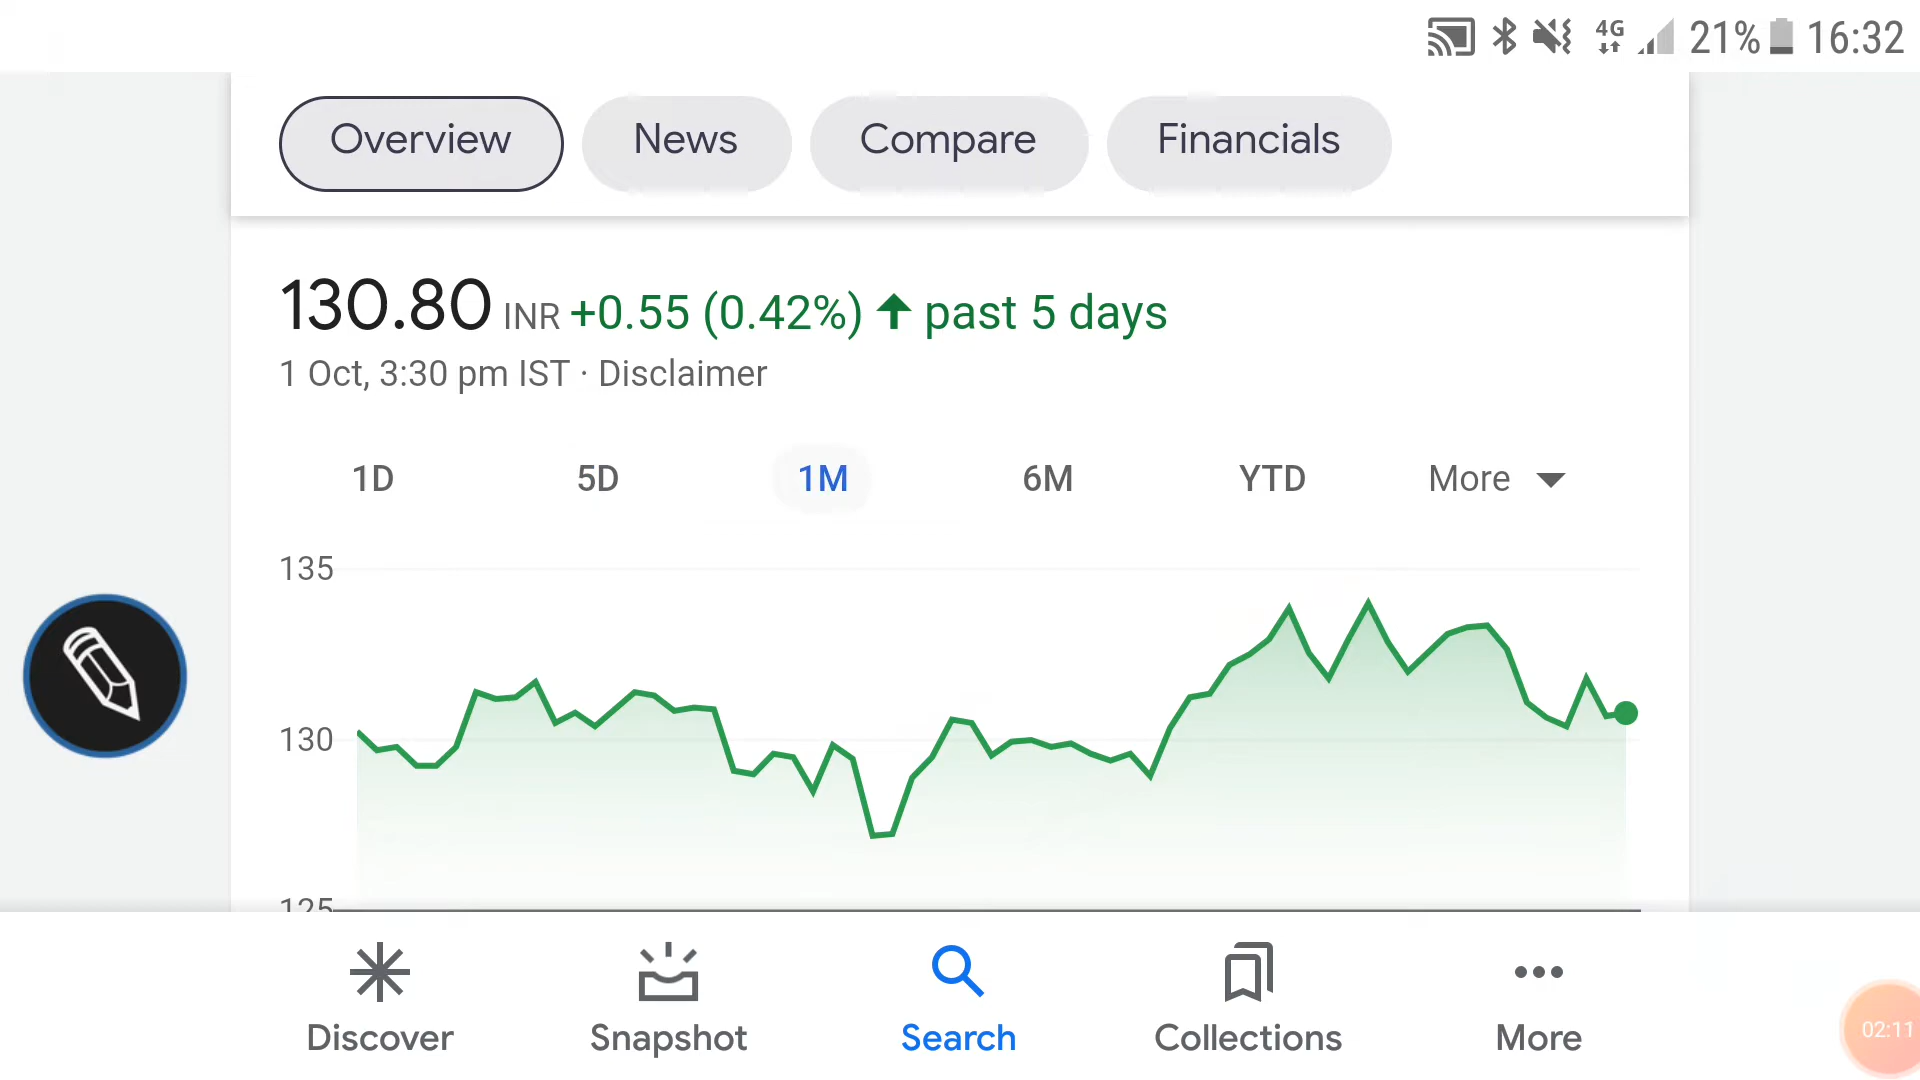 4G 21% 16:32
Overview News Compare Financials
130.80 INR +0.55 (0.42%) ↑ past 5 days
1 Oct, 3:30 pm IST · Disclaimer
1D 5D 1M 6M YTD More
135
130
125
Discover Snapshot Search Collections More
02:11